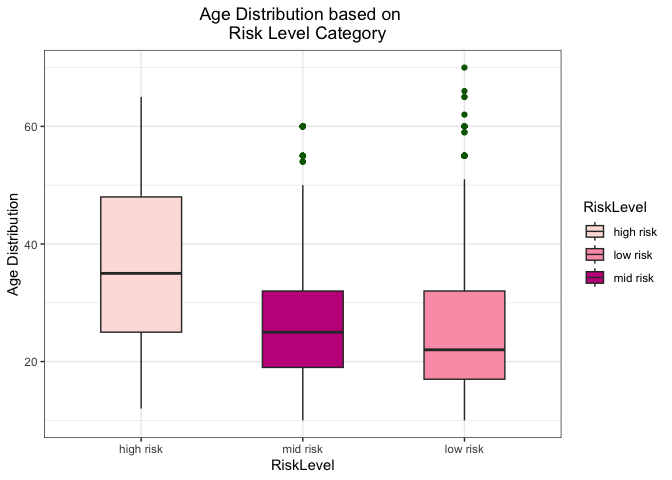 Age Distribution based on
Risk Level Category
Age Distribution
60
40
20
high risk
mid risk
low risk
RiskLevel
RiskLevel
high risk
low risk
mid risk